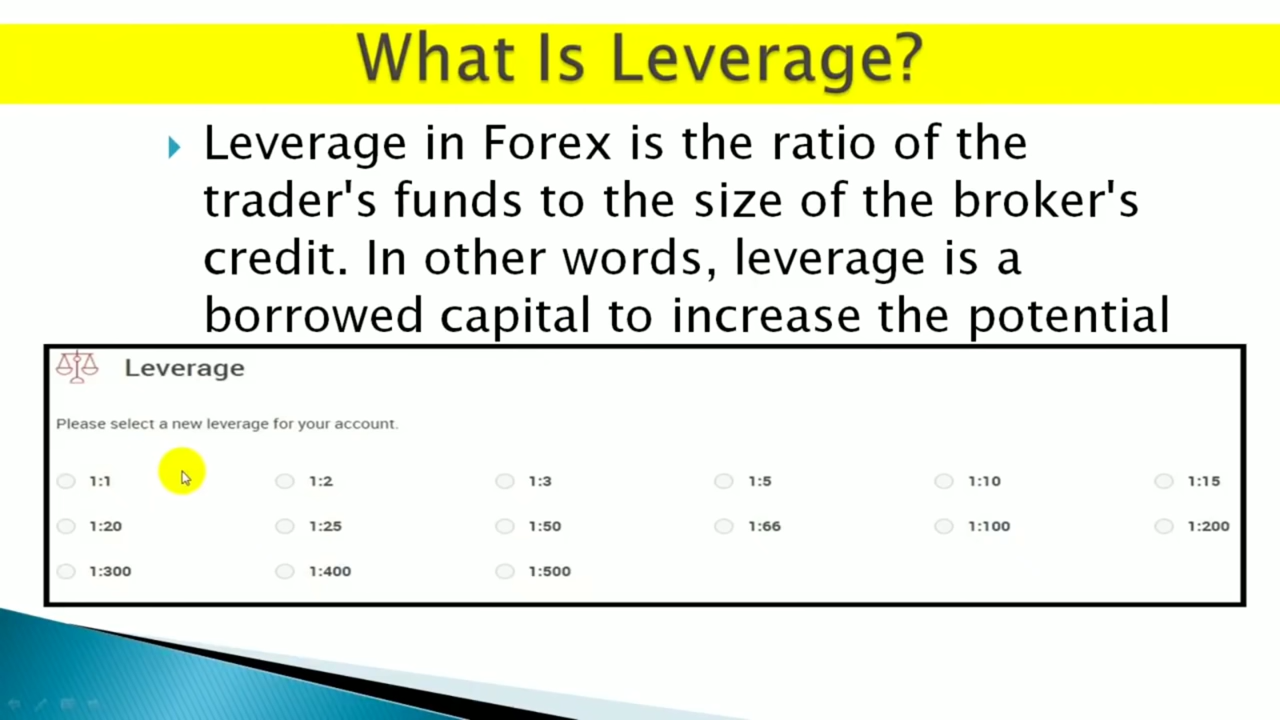 What Is Leverage?
Leverage in Forex is the ratio of the
trader's funds to the size of the broker's
credit. In other words, leverage is a
borrowed capital to increase the potential
Leverage
Please select a new leverage for your account.
1:1 1:2 1:3 1:5 1:10 1:15
1:20 1:25 1:50 1:66 1:100 1:200
1:300 1:400 1:500